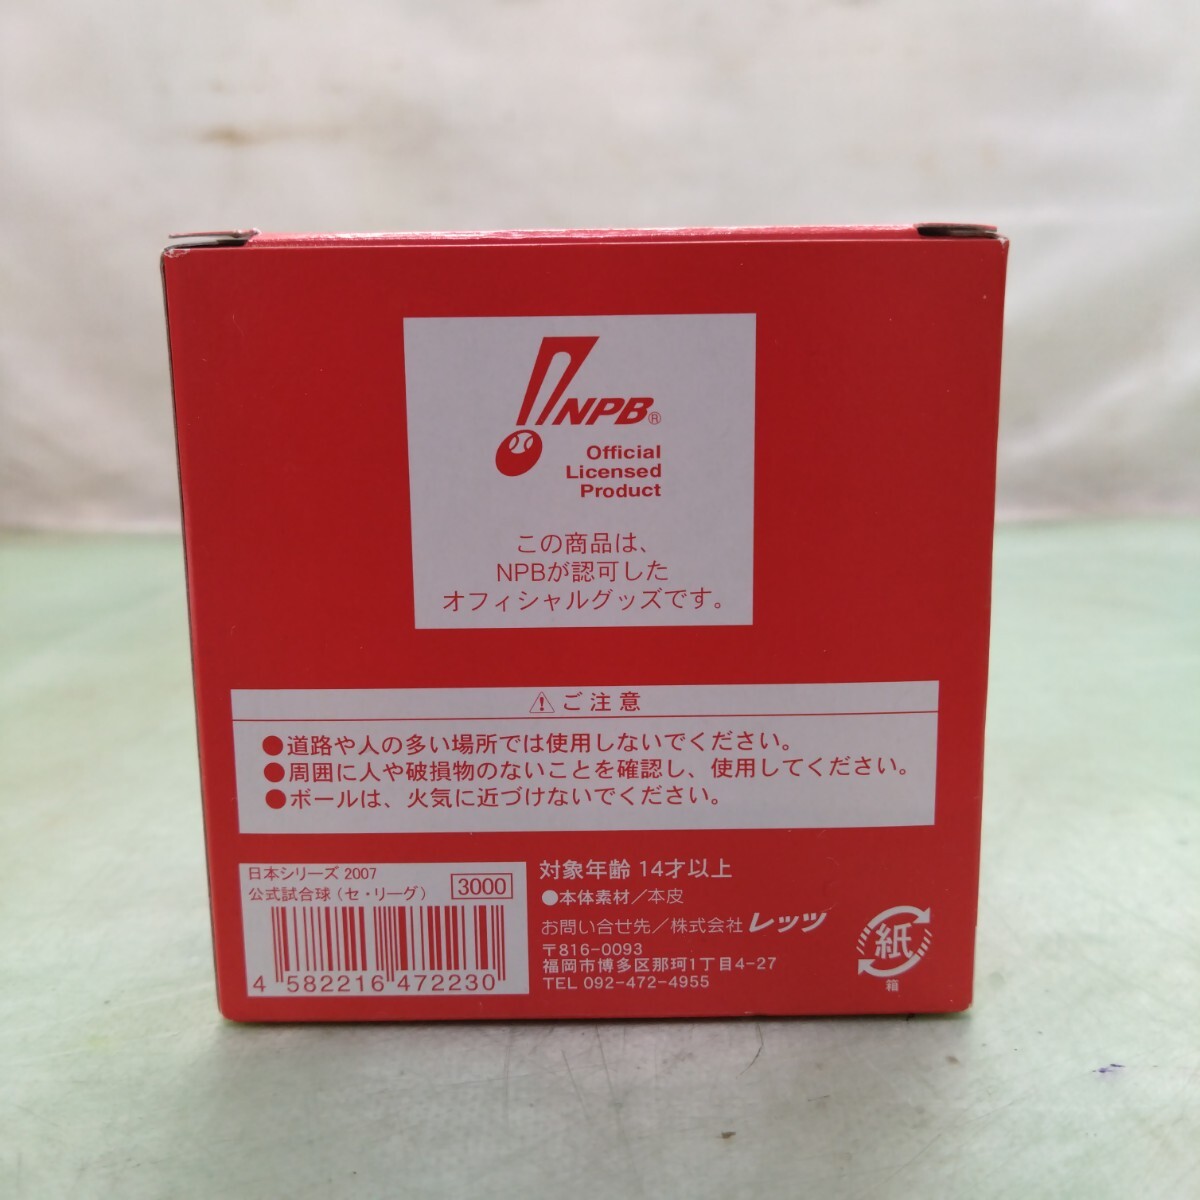 NPB®
Official
Licensed
Product
この商品は、
NPBが認可した
オフィシャルグッズです。
⚠ご注意
●道路や人の多い場所では使用しないでください。
●周囲に人や破損物のないことを確認し、使用してください。
●ボールは、火気に近づけないでください。
日本シリーズ 2007
公式試合球（セ・リーグ） 3000
4 582216 472230
対象年齢 14才以上
●本体素材／本皮
お問い合せ先／株式会社 レッツ
〒816-0093
福岡市博多区那珂1丁目4-27
TEL 092-472-4955
紙
箱